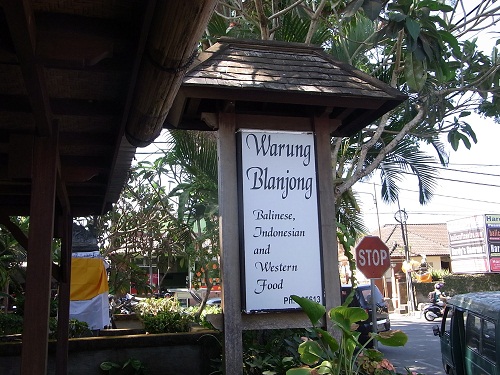 Warung
Blanjong
Balinese,
Indonesian
and
Western
Food
STOP